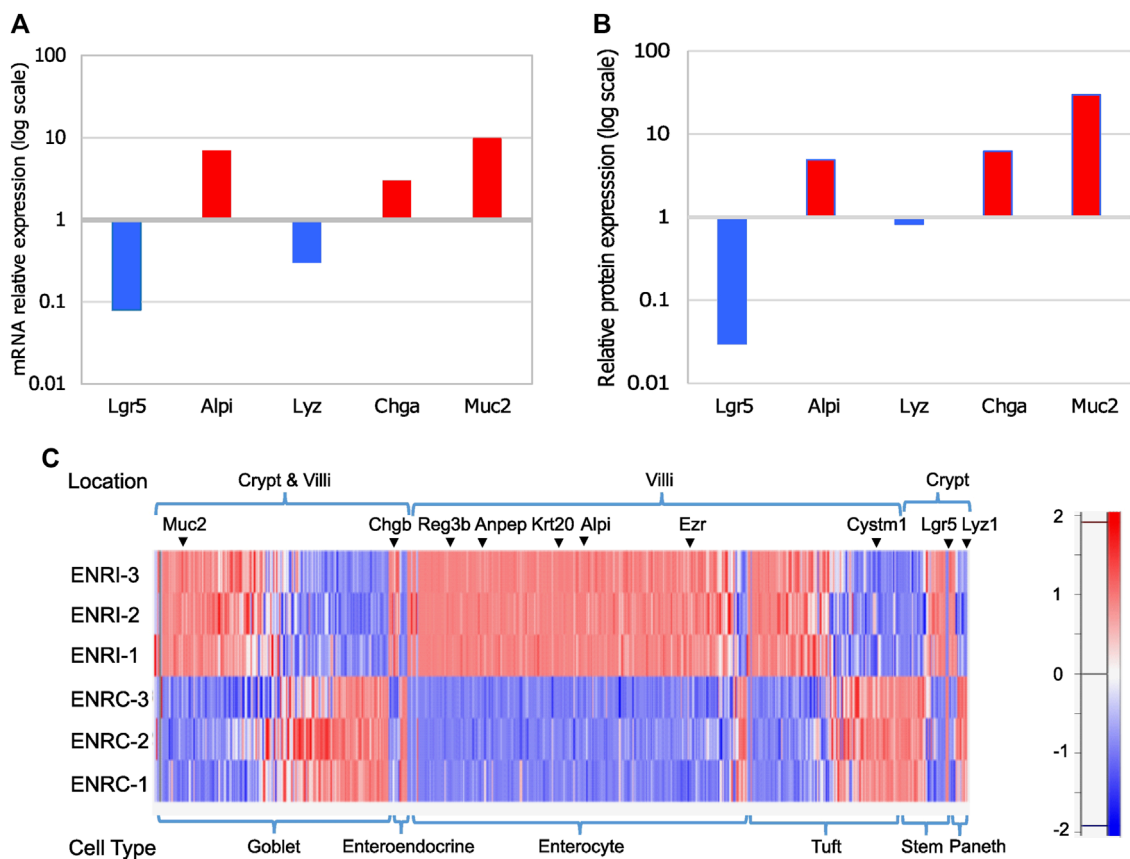 A
mRNA relative expression (log scale)
100
10
1
0.1
0.01
Lgr5 Alpi Lyz Chga Muc2
B
Relative protein expresssion (log scale)
100
10
1
0.1
0.01
Lgr5 Alpi Lyz Chga Muc2
C
Location
Crypt & Villi Villi Crypt
Muc2 Chgb Reg3b Anpep Krt20 Alpi Ezr Cystm1 Lgr5 Lyz1
ENRI-3
ENRI-2
ENRI-1
ENRC-3
ENRC-2
ENRC-1
Cell Type Goblet Enteroendocrine Enterocyte Tuft Stem Paneth
2
1
0
-1
-2